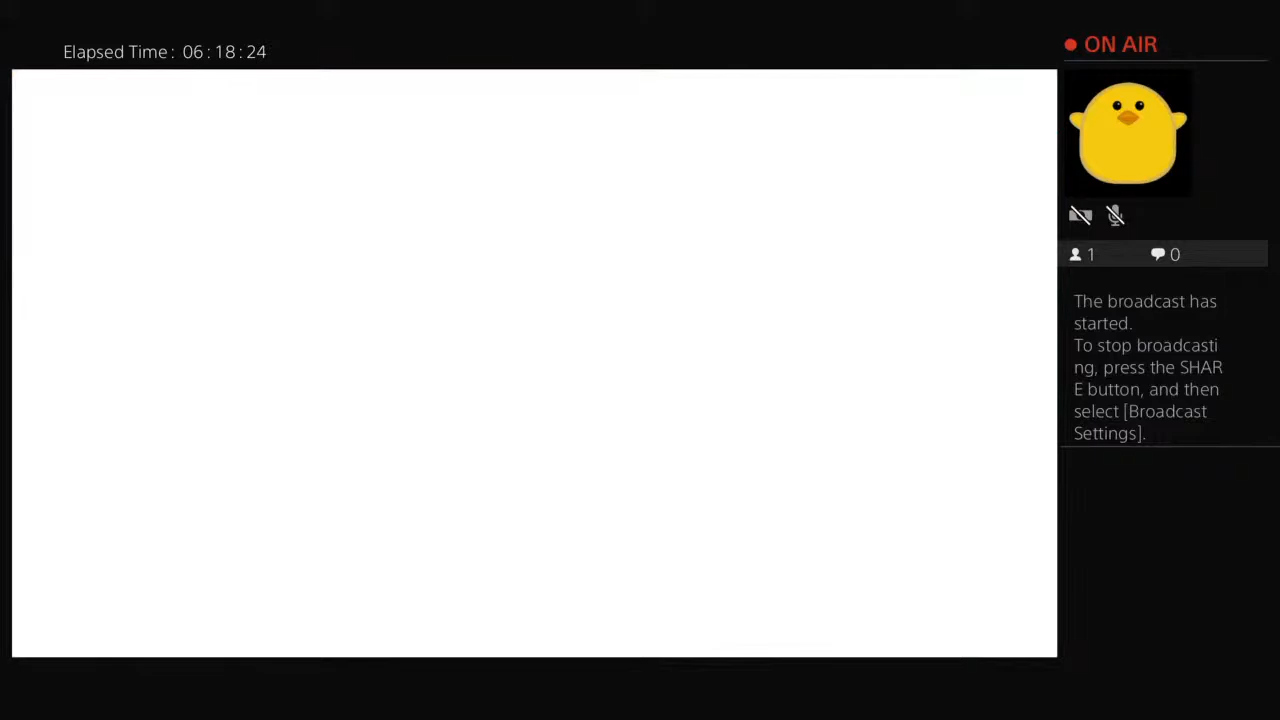 Elapsed Time: 06:18:24
ON AIR
1 0
The broadcast has
started.
To stop broadcasti
ng, press the SHAR
E button, and then
select [Broadcast
Settings].